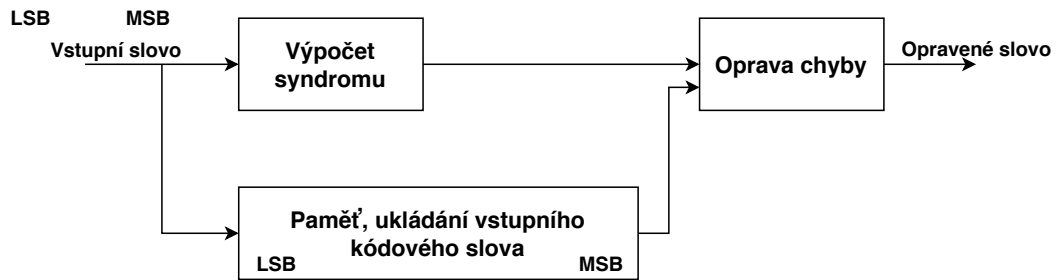 LSB MSB
Vstupní slovo
Výpočet
syndromu
Oprava chyby
Opravené slovo
Paměť, ukládání vstupního
kódového slova
LSB MSB